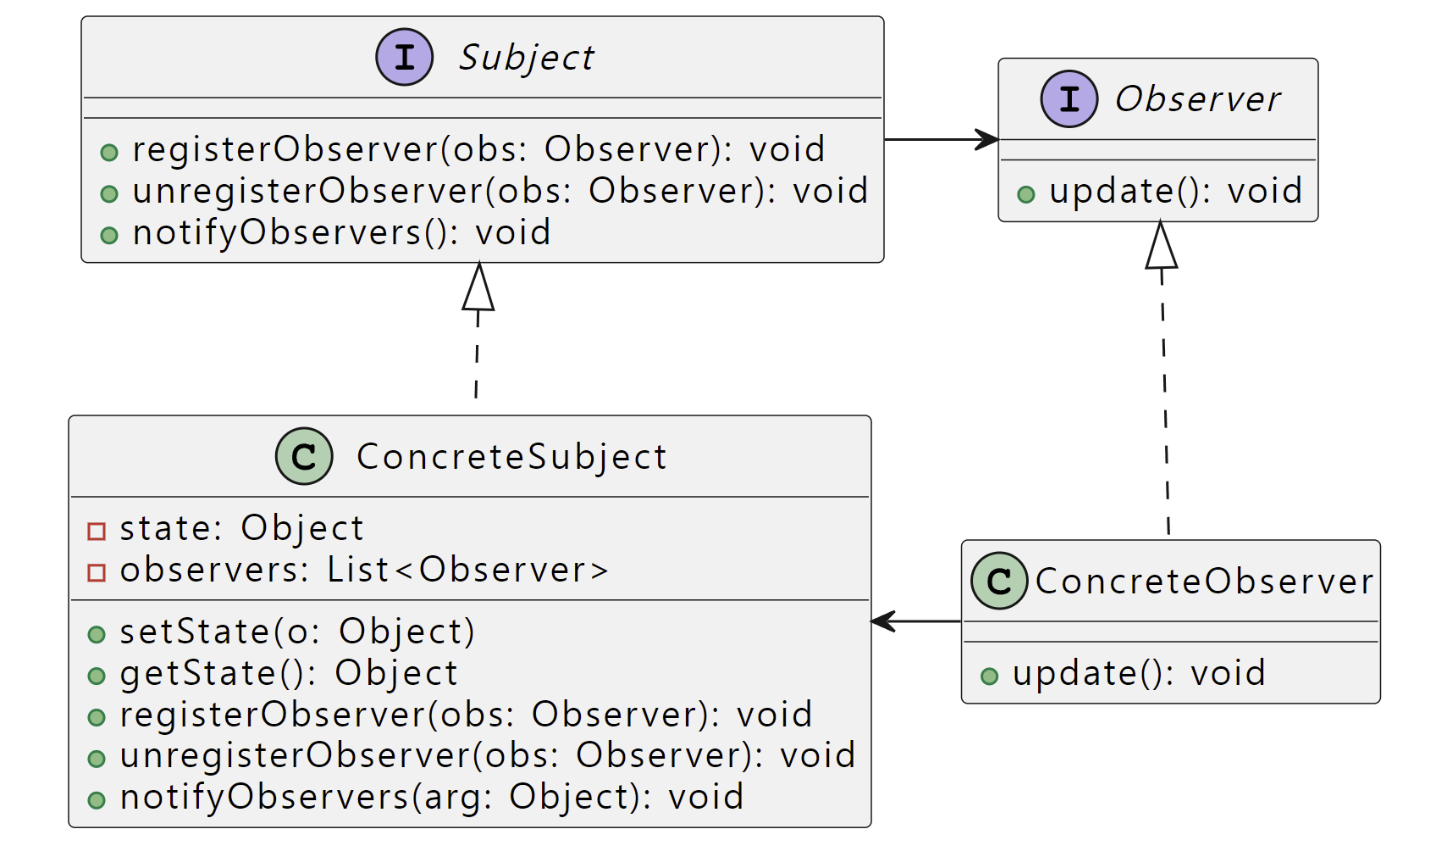 I Subject
registerObserver(obs: Observer): void
unregisterObserver(obs: Observer): void
notifyObservers(): void
I Observer
update(): void
C ConcreteSubject
state: Object
observers: List<Observer>
setState(o: Object)
getState(): Object
registerObserver(obs: Observer): void
unregisterObserver(obs: Observer): void
notifyObservers(arg: Object): void
C ConcreteObserver
update(): void